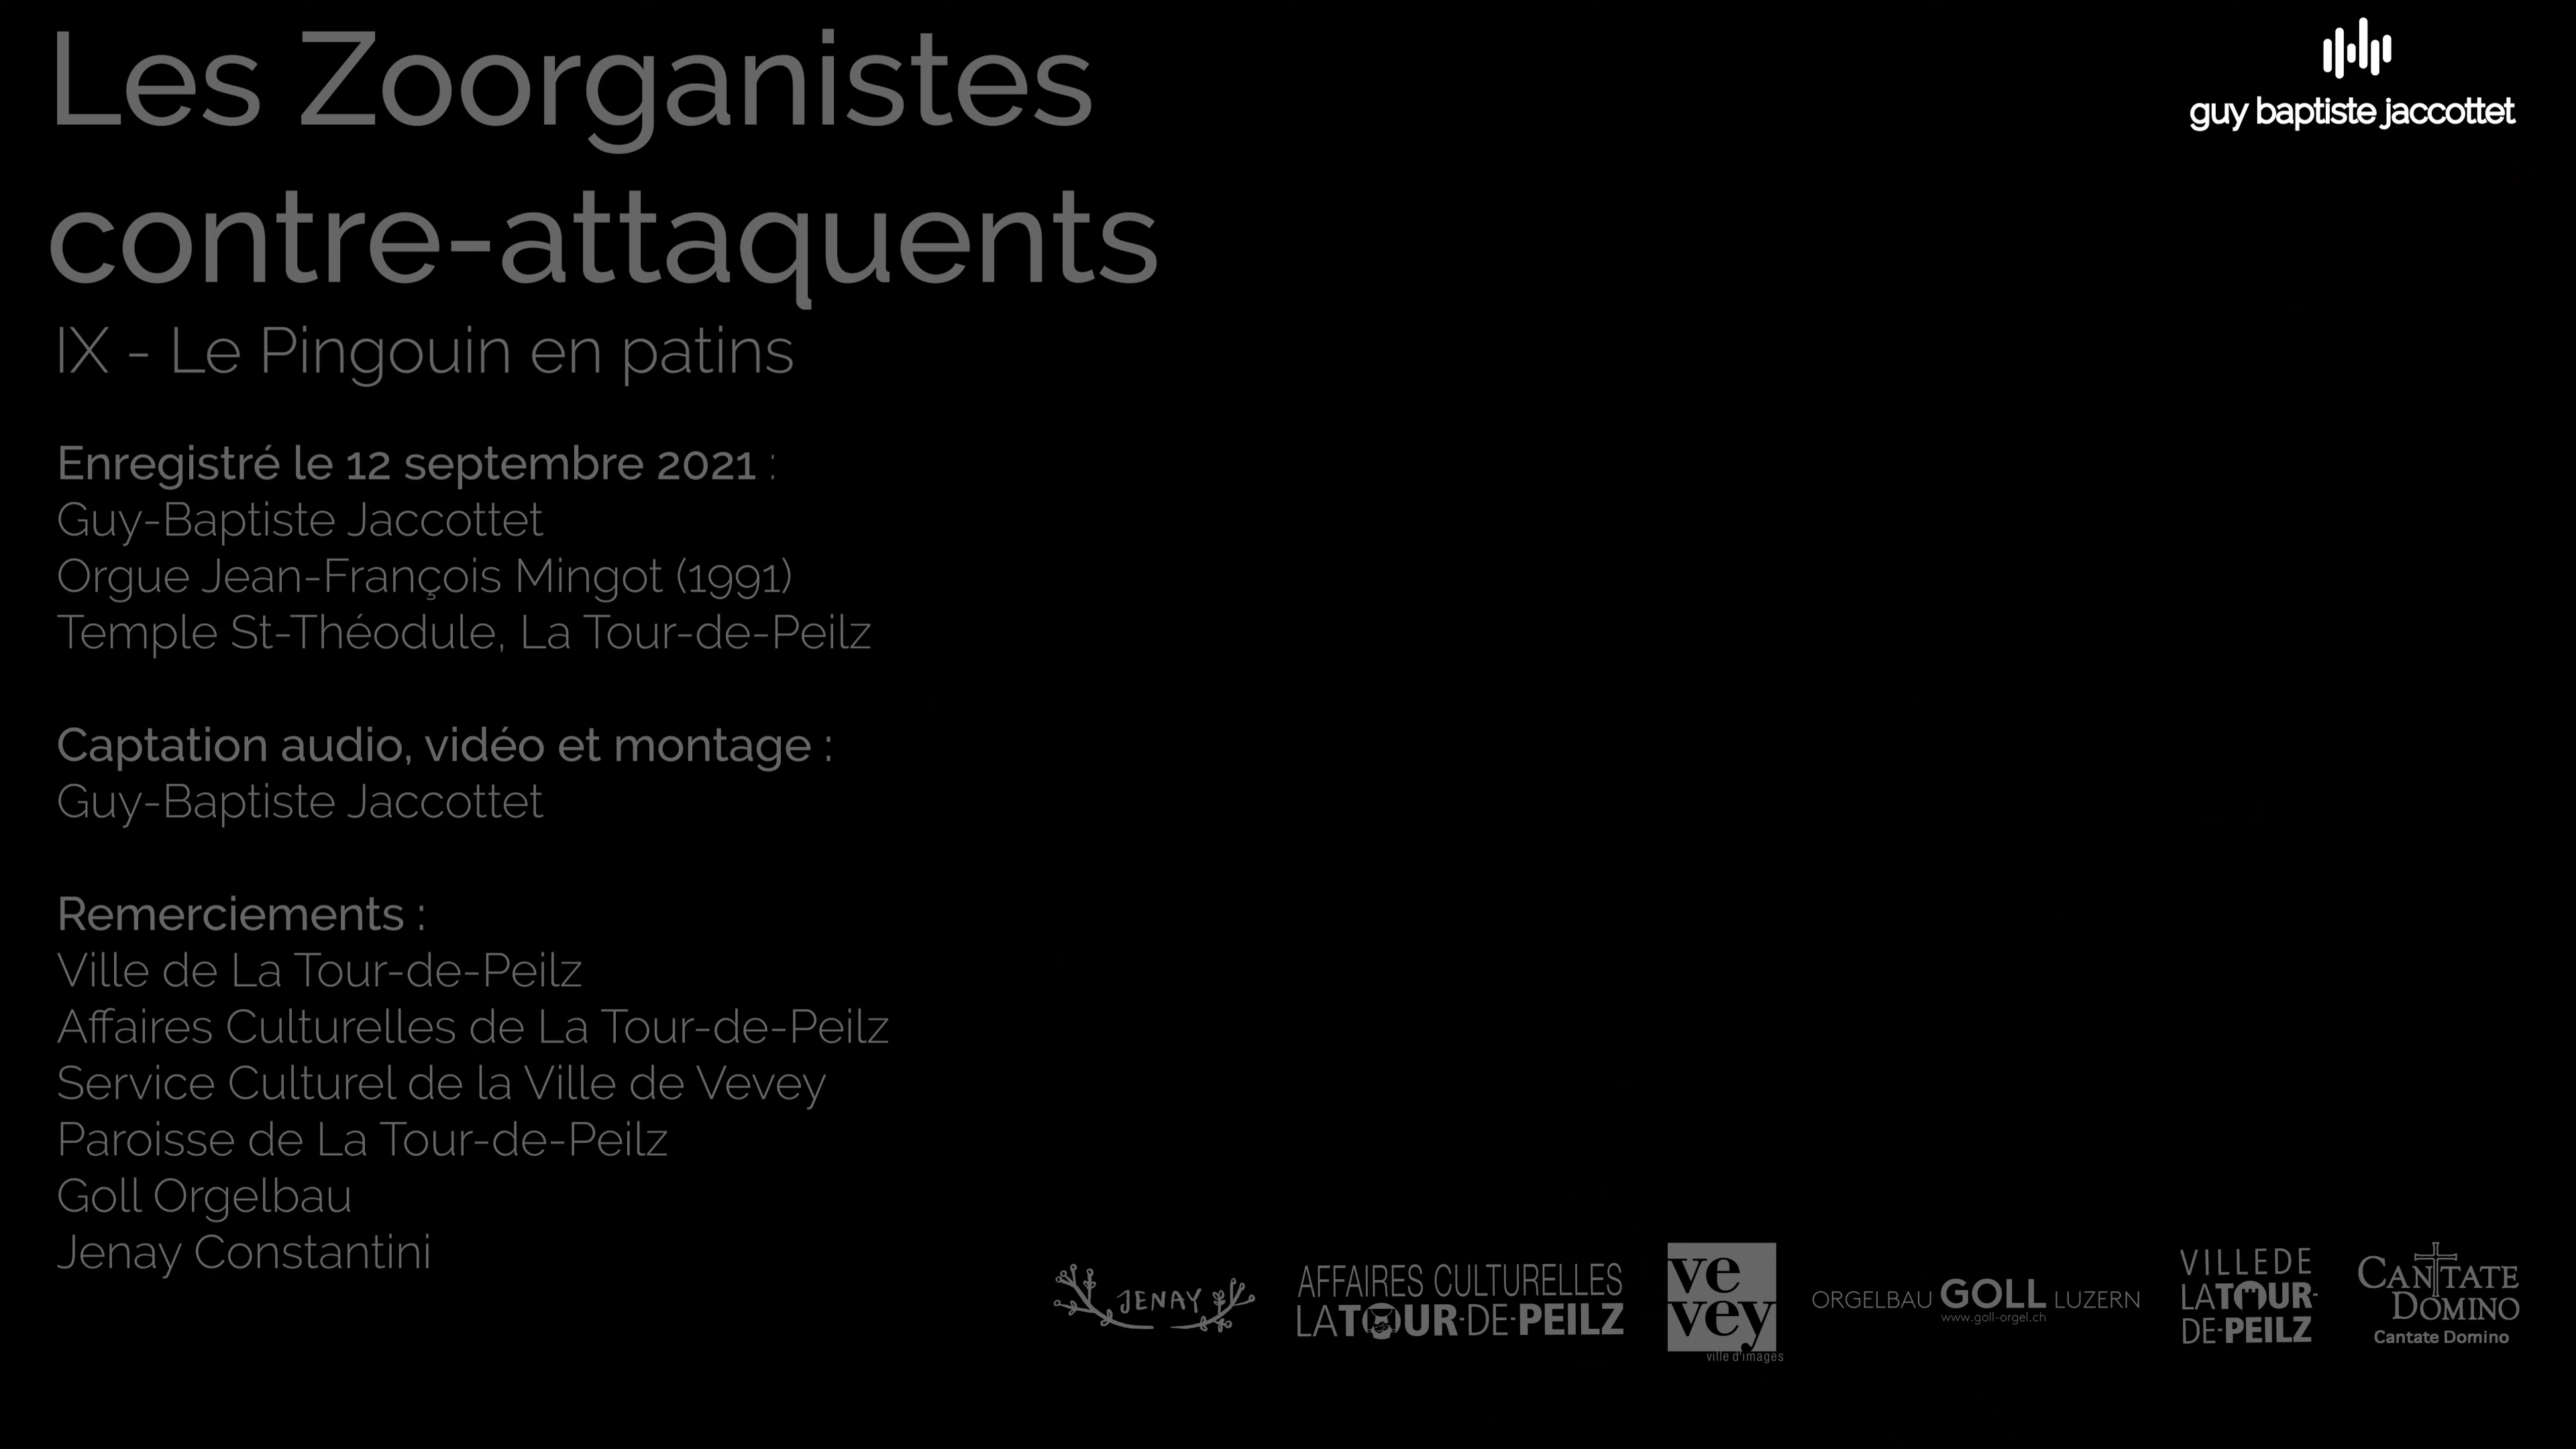 Les Zoorganistes
contre-attaquents
IX - Le Pingouin en patins
guy baptiste jaccottet
Enregistré le 12 septembre 2021 :
Guy-Baptiste Jaccottet
Orgue Jean-François Mingot (1991)
Temple St-Théodule, La Tour-de-Peilz
Captation audio, vidéo et montage :
Guy-Baptiste Jaccottet
Remerciements :
Ville de La Tour-de-Peilz
Affaires Culturelles de La Tour-de-Peilz
Service Culturel de la Ville de Vevey
Paroisse de La Tour-de-Peilz
Goll Orgelbau
Jenay Constantini
JENAY
AFFAIRES CULTURELLES
LA TOUR-DE-PEILZ
ve
vey
ville d'images
ORGELBAU GOLL LUZERN
www.goll-orgel.ch
VILLE DE
LA TOUR-
DE-PEILZ
CANTATE
DOMINO
Cantate Domino